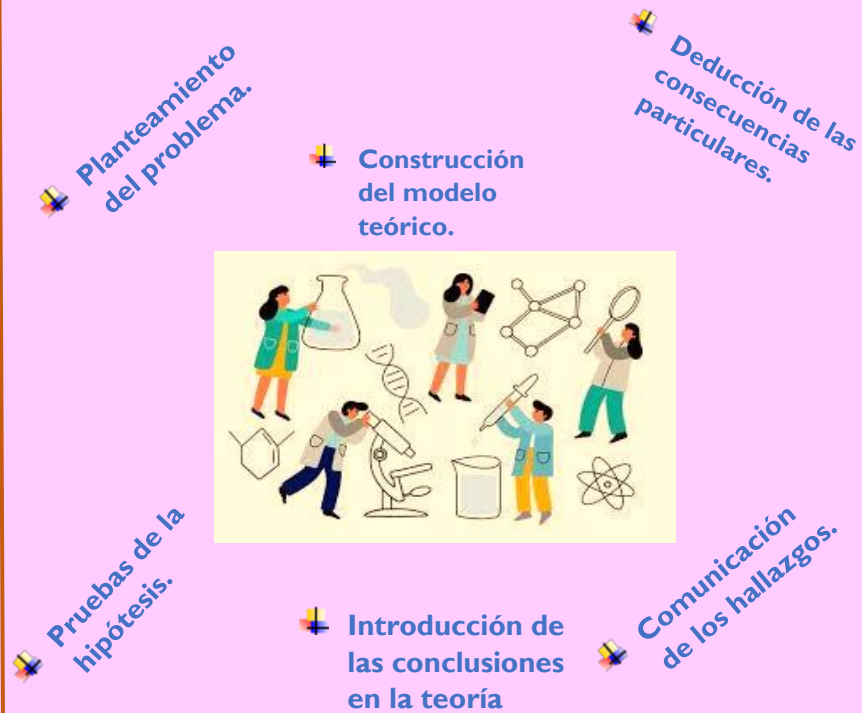 Planteamiento
del problema.
Construcción
del modelo
teórico.
Deducción de las
consecuencias
particulares.
Pruebas de la
hipótesis.
Introducción de
las conclusiones
en la teoría
Comunicación
de los hallazgos.